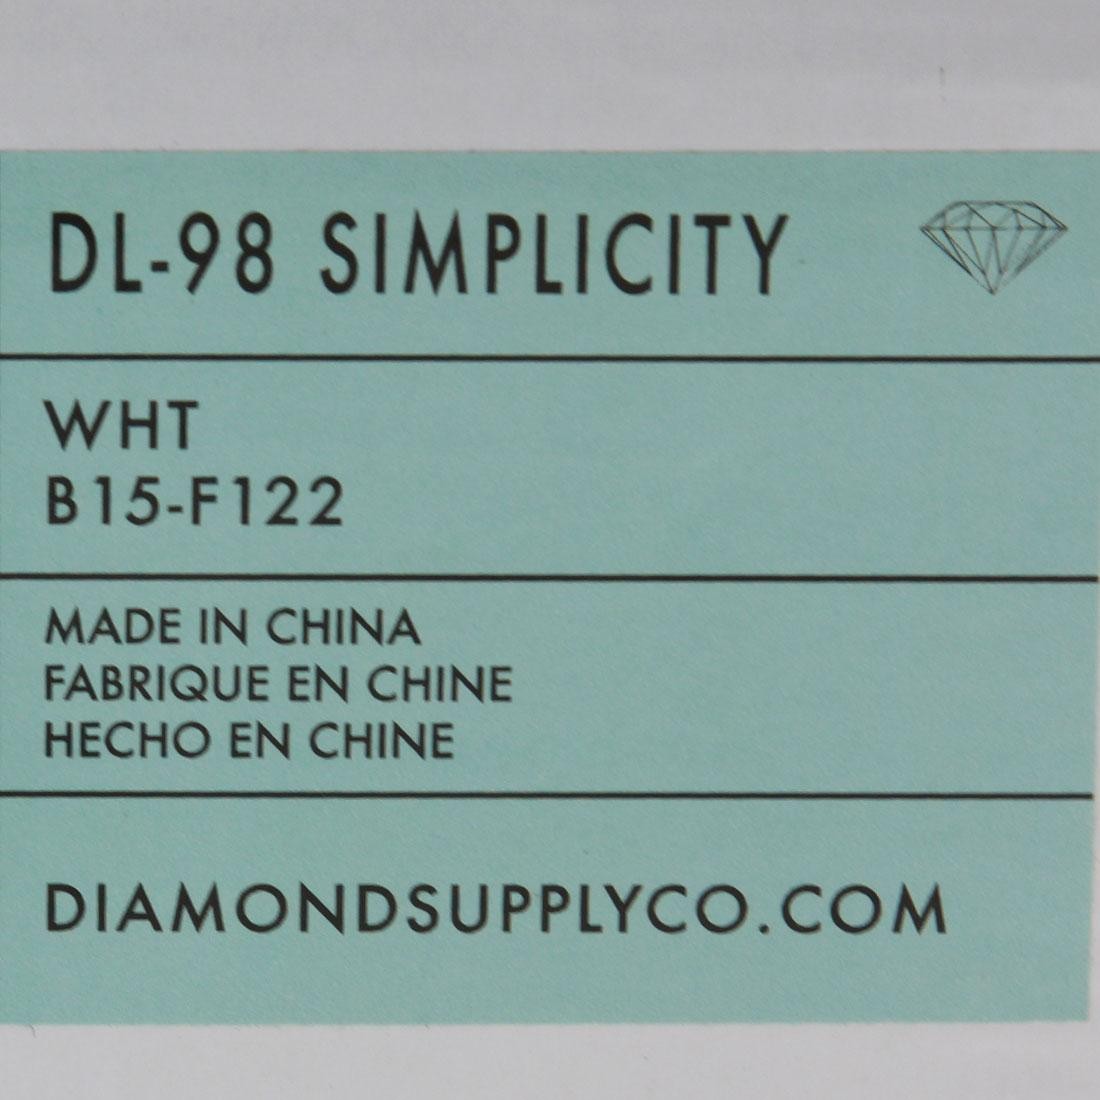 DL-98 SIMPLICITY
WHT
B15-F122
MADE IN CHINA
FABRIQUE EN CHINE
HECHO EN CHINE
DIAMONDSUPPLYCO.COM